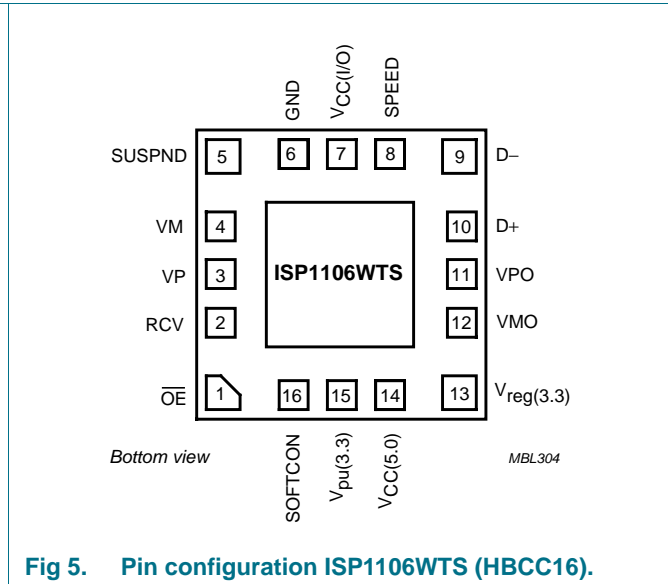 GND
VCC(I/O)
SPEED
SUSPND 5 6 7 8 9 D−
VM 4 10 D+
ISP1106WTS
VP 3 11 VPO
RCV 2 12 VMO
OE 1 16 15 14 13 Vreg(3.3)
Bottom view
SOFTCON
Vpu(3.3)
VCC(5.0)
MBL304
Fig 5. Pin configuration ISP1106WTS (HBCC16).